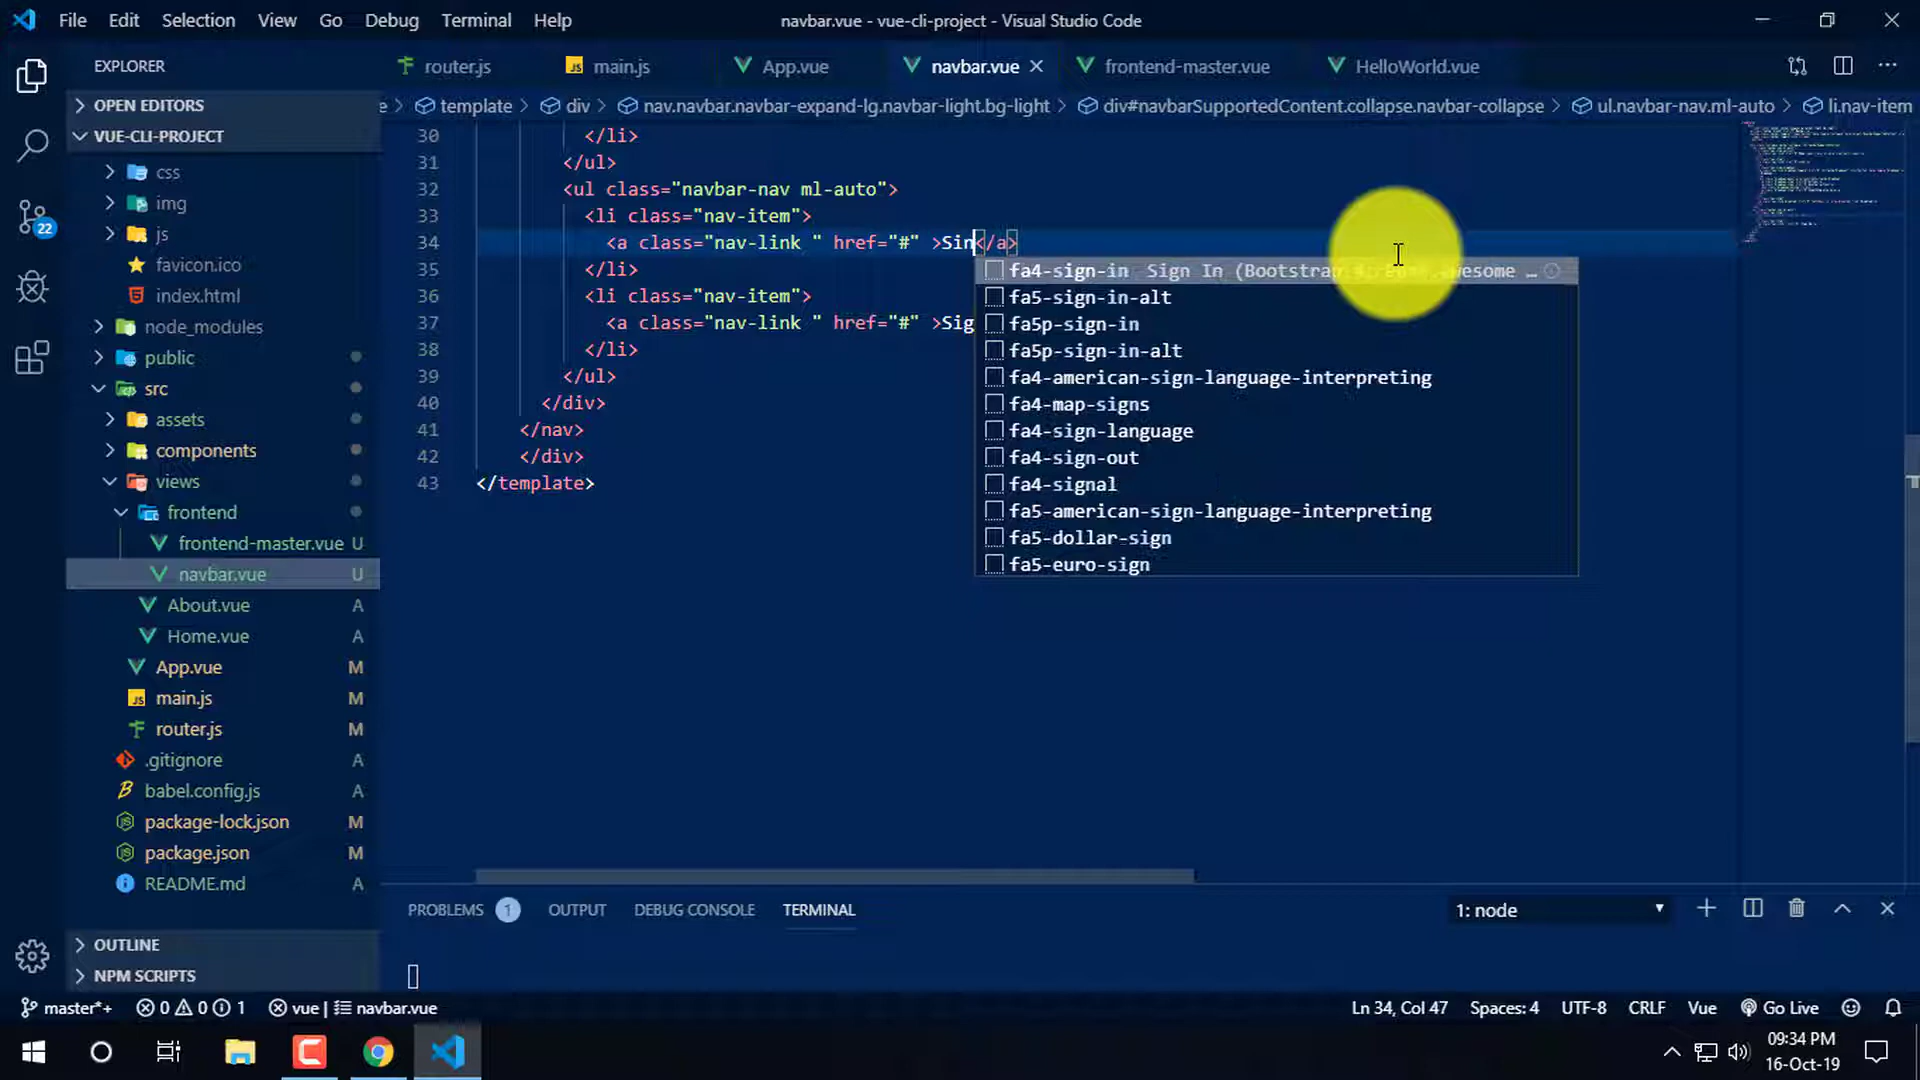 File Edit Selection View Go Debug Terminal Help
navbar.vue - vue-cli-project - Visual Studio Code
EXPLORER
router.js main.js App.vue navbar.vue frontend-master.vue HelloWorld.vue
OPEN EDITORS
e > template > div > nav.navbar.navbar-expand-lg.navbar-light.bg-light > div#navbarSupportedContent.collapse.navbar-collapse > ul.navbar-nav.ml-auto > li.nav-item
VUE-CLI-PROJECT
css
img
js
favicon.ico
index.html
node_modules
public
src
assets
components
views
frontend
frontend-master.vue U
navbar.vue U
About.vue A
Home.vue A
App.vue M
main.js M
router.js M
.gitignore A
babel.config.js A
package-lock.json M
package.json M
README.md A
OUTLINE
NPM SCRIPTS
30 </li>
31 </ul>
32 <ul class="navbar-nav ml-auto">
33 <li class="nav-item">
34 <a class="nav-link " href="#" >Sin</a>
35 </li>
36 <li class="nav-item">
37 <a class="nav-link " href="#" >Sig
38 </li>
39 </ul>
40 </div>
41 </nav>
42 </div>
43 </template>
fa4-sign-in Sign In (Bootstrap
fa5-sign-in-alt
fa5p-sign-in
fa5p-sign-in-alt
fa4-american-sign-language-interpreting
fa4-map-signs
fa4-sign-language
fa4-sign-out
fa4-signal
fa5-american-sign-language-interpreting
fa5-dollar-sign
fa5-euro-sign
PROBLEMS 1 OUTPUT DEBUG CONSOLE TERMINAL
1: node
22
master*+ 0 0 1 vue | navbar.vue
Ln 34, Col 47 Spaces: 4 UTF-8 CRLF Vue Go Live
09:34 PM
16-Oct-19